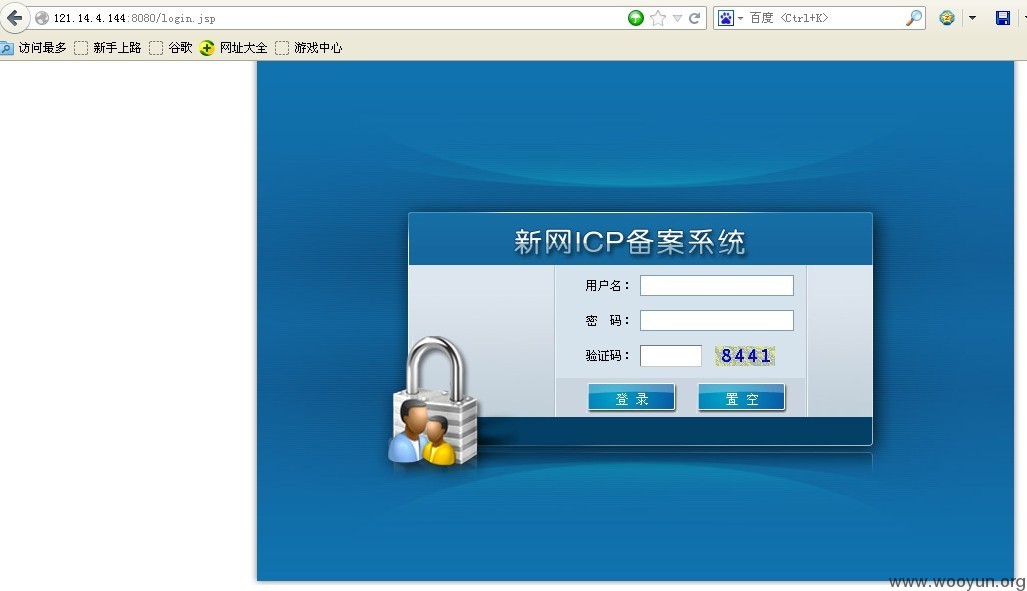 121.14.4.144:8080/login.jsp
百度 <Ctrl+K>
访问最多 新手上路 谷歌 网址大全 游戏中心
新网ICP备案系统
用户名：
密 码：
验证码： 8441
登 录 置 空
www.wooyun.org